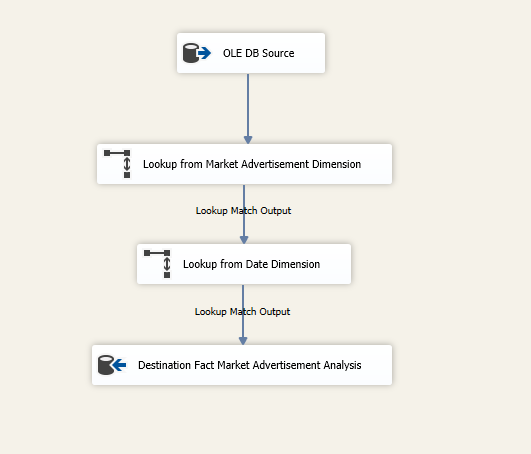 OLE DB Source
Lookup from Market Advertisement Dimension
Lookup Match Output
Lookup from Date Dimension
Lookup Match Output
Destination Fact Market Advertisement Analysis